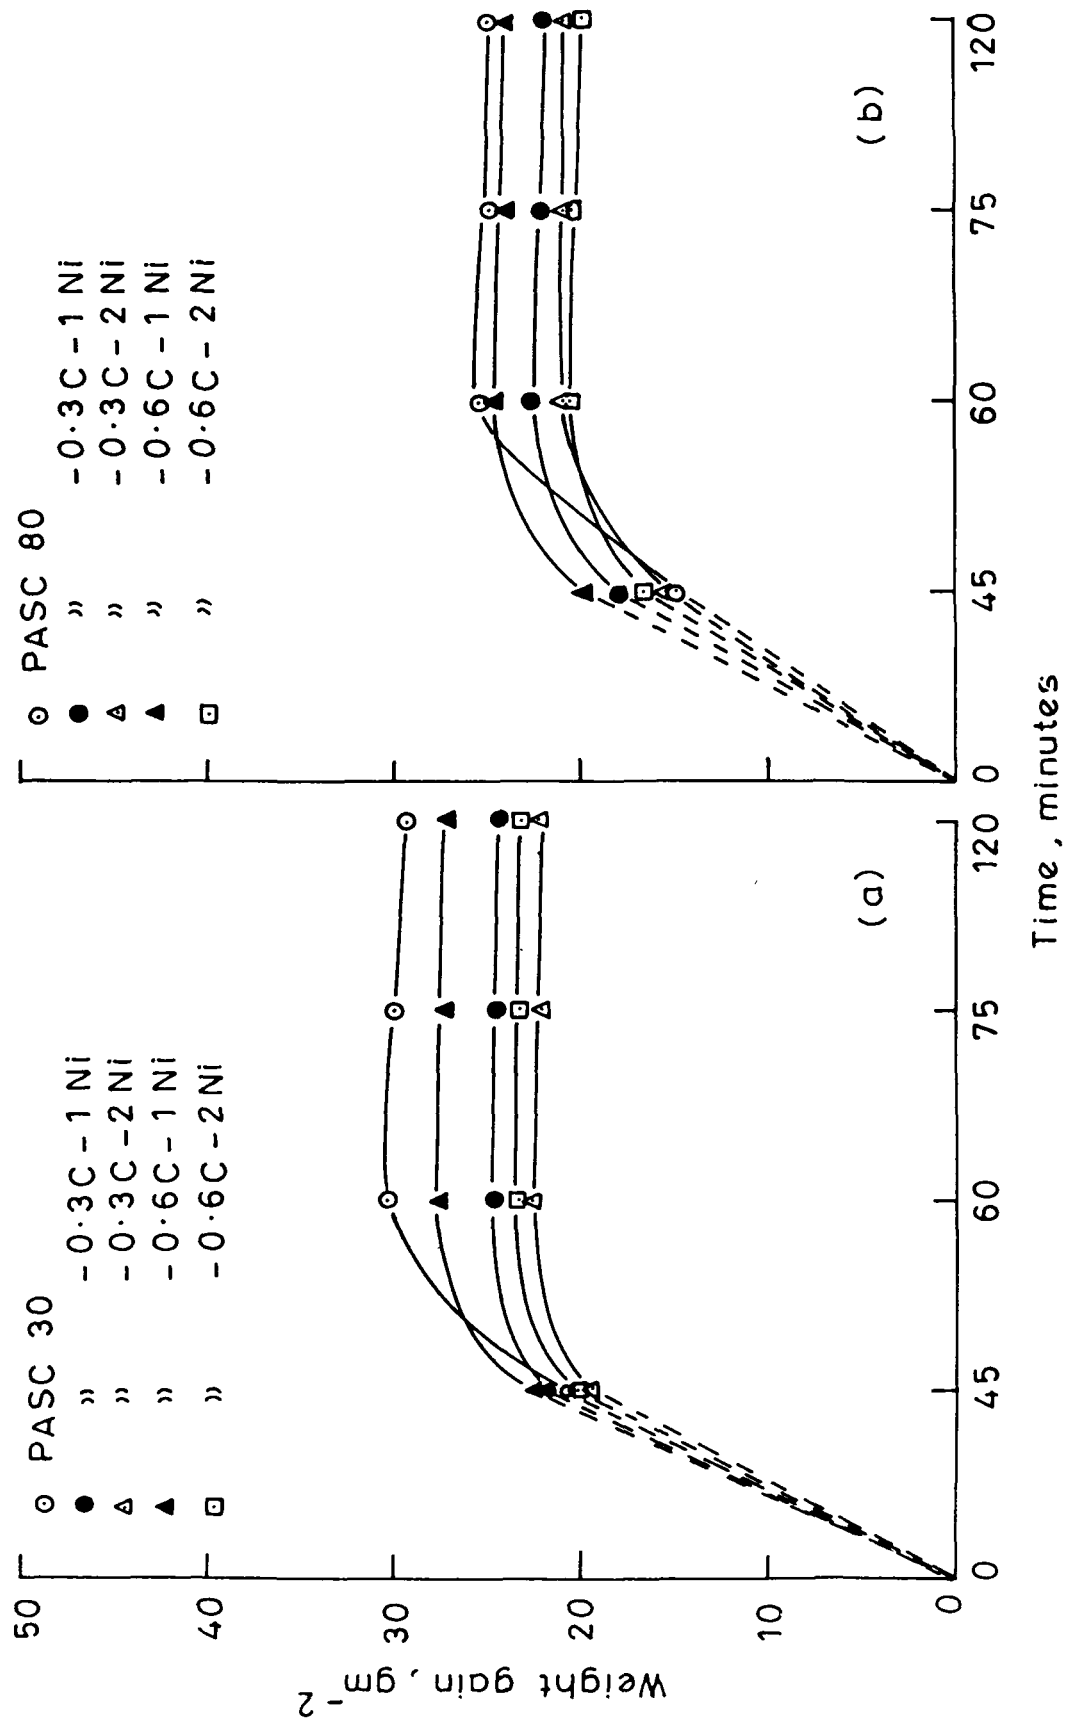 ⊙ PASC 30
● " -0·3C-1Ni
△ " -0·3C-2Ni
▲ " -0·6C-1Ni
⊡ " -0·6C-2Ni
⊙ PASC 80
● " -0·3C-1Ni
△ " -0·3C-2Ni
▲ " -0·6C-1Ni
⊡ " -0·6C-2Ni
50
40
30
20
10
0
Weight gain, gm⁻²
(a)
(b)
0 45 60 75 120
0 45 60 75 120
Time, minutes